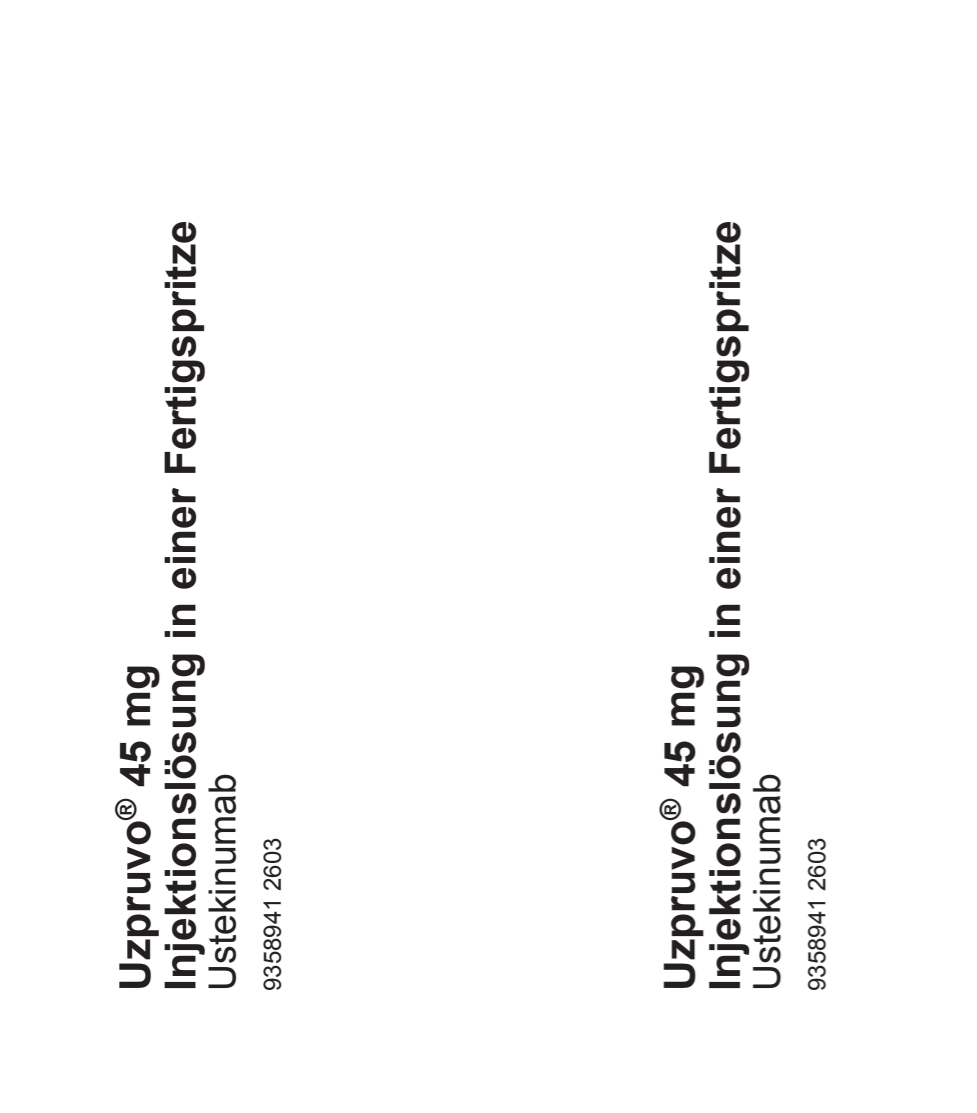 Uzpruvo® 45 mg
Injektionslösung in einer Fertigspritze
Ustekinumab
9358941 2603
Uzpruvo® 45 mg
Injektionslösung in einer Fertigspritze
Ustekinumab
9358941 2603